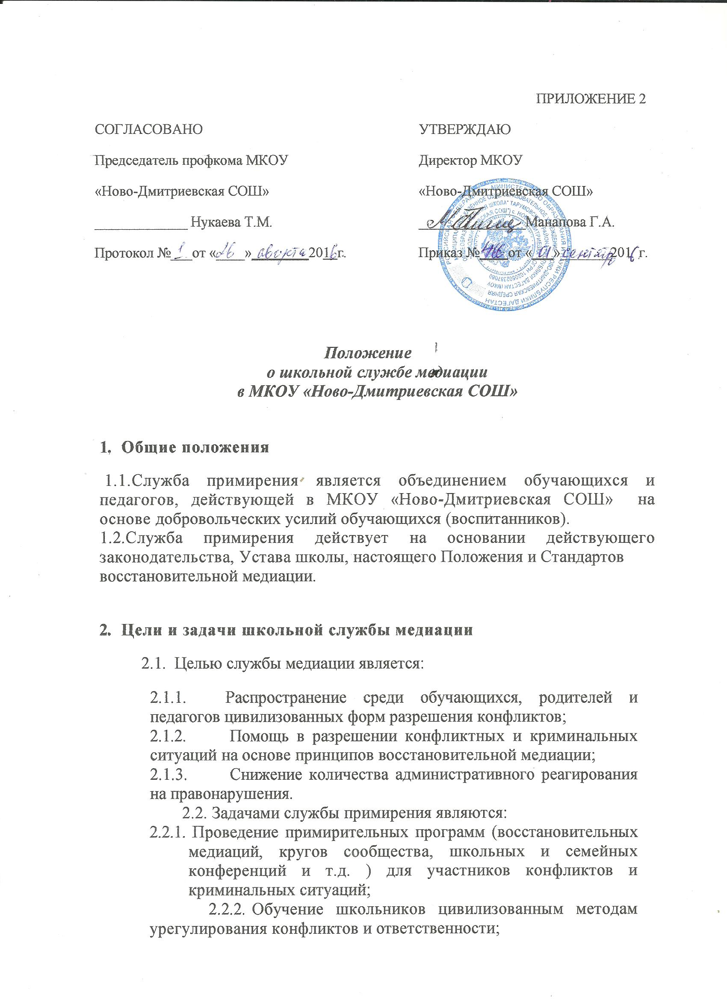 ПРИЛОЖЕНИЕ 2
СОГЛАСОВАНО
Председатель профкома МКОУ
«Ново-Дмитриевская СОШ»
______________ Нукаева Т.М.
Протокол № 1 от «26» августа 2016 г.
УТВЕРЖДАЮ
Директор МКОУ
«Ново-Дмитриевская СОШ»
Манапова Г.А.
Приказ № от «01» сентяб 2016 г.
Положение
о школьной службе медиации
в МКОУ «Ново-Дмитриевская СОШ»
1. Общие положения
1.1.Служба примирения является объединением обучающихся и
педагогов, действующей в МКОУ «Ново-Дмитриевская СОШ» на
основе добровольческих усилий обучающихся (воспитанников).
1.2.Служба примирения действует на основании действующего
законодательства, Устава школы, настоящего Положения и Стандартов
восстановительной медиации.
2. Цели и задачи школьной службы медиации
2.1. Целью службы медиации является:
2.1.1. Распространение среди обучающихся, родителей и
педагогов цивилизованных форм разрешения конфликтов;
2.1.2. Помощь в разрешении конфликтных и криминальных
ситуаций на основе принципов восстановительной медиации;
2.1.3. Снижение количества административного реагирования
на правонарушения.
2.2. Задачами службы примирения являются:
2.2.1. Проведение примирительных программ (восстановительных
медиаций, кругов сообщества, школьных и семейных
конференций и т.д. ) для участников конфликтов и
криминальных ситуаций;
2.2.2. Обучение школьников цивилизованным методам
урегулирования конфликтов и ответственности;